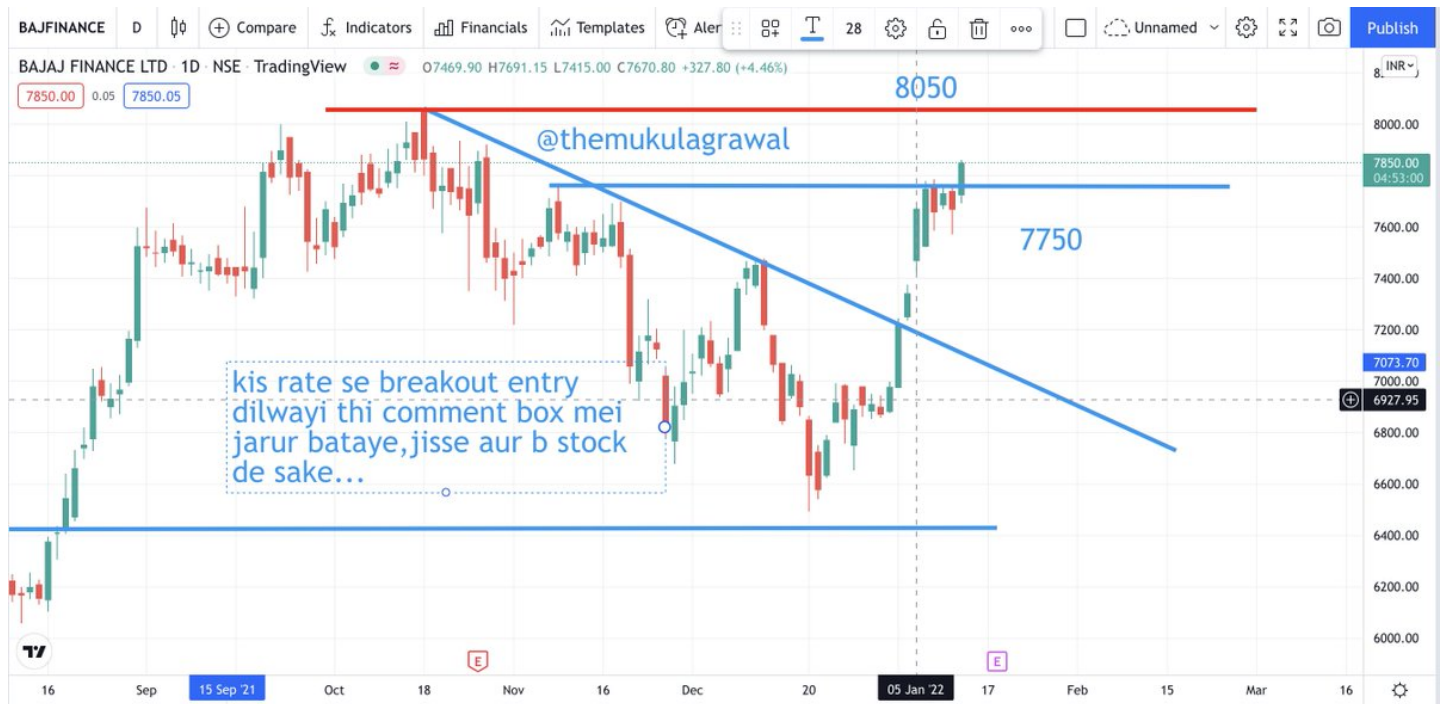 BAJFINANCE D Compare Indicators Financials Templates Aler T 28 Unnamed Publish
BAJAJ FINANCE LTD · 1D · NSE · TradingView O7469.90 H7691.15 L7415.00 C7670.80 +327.80 (+4.46%)
INR
7850.00 0.05 7850.05
8050
8000.00
@themukulagrawal
7850.00
04:53:00
7600.00
7750
7400.00
7200.00
7073.70
7000.00
kis rate se breakout entry
6927.95
dilwayi thi comment box mei
6800.00
jarur bataye,jisse aur b stock
de sake...
6600.00
6400.00
6200.00
6000.00
E E
16 Sep 15 Sep '21 Oct 18 Nov 16 Dec 20 05 Jan '22 17 Feb 15 Mar 16